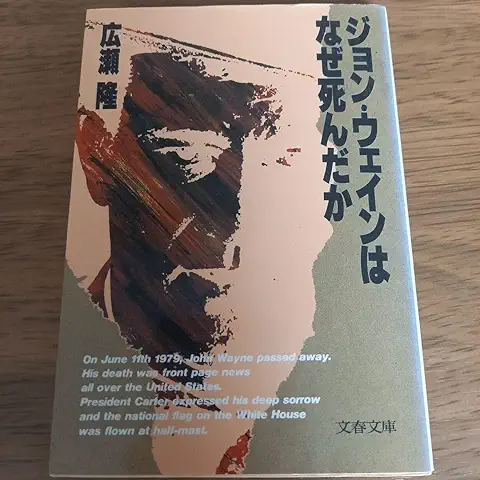 ジョン・ウェインは
なぜ死んだか
広瀬 隆
On June 11th 1979, John Wayne passed away.
His death was front page news
all over the United States.
President Carter expressed his deep sorrow
and the national flag on the White House
was flown at half-mast.
文春文庫